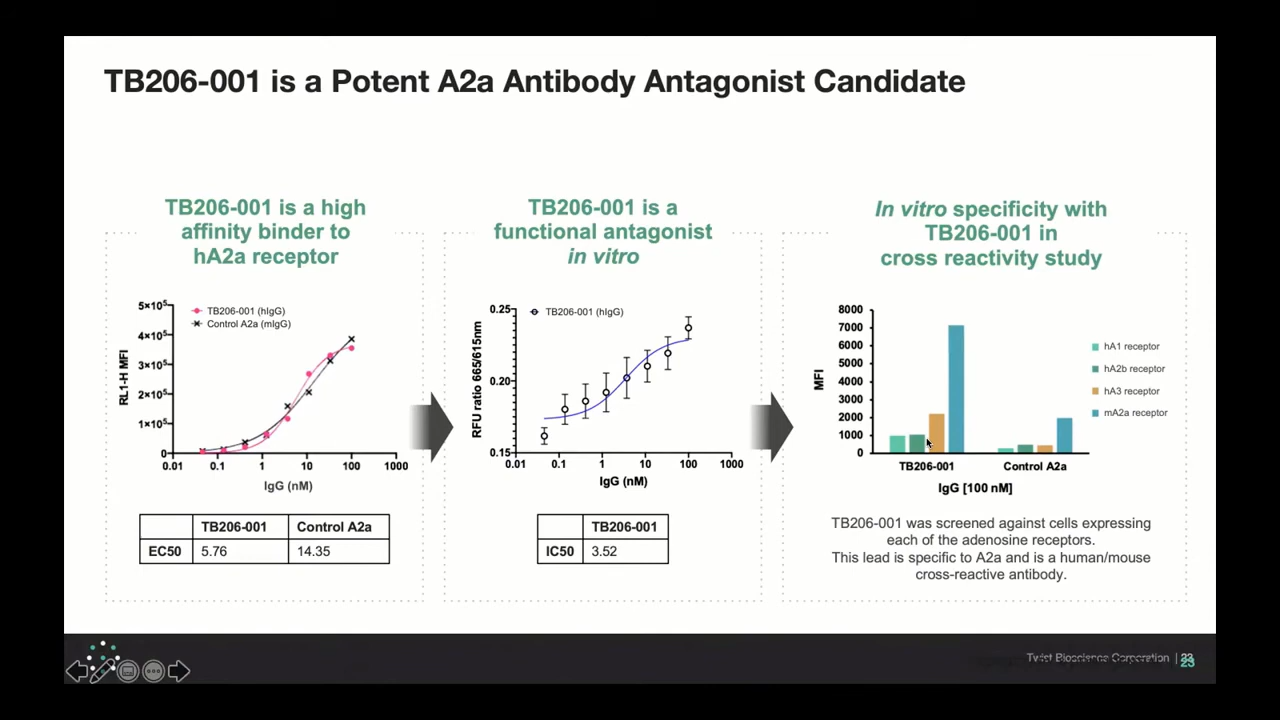 TB206-001 is a Potent A2a Antibody Antagonist Candidate
TB206-001 is a high
affinity binder to
hA2a receptor
5×10⁵
4×10⁵
3×10⁵
2×10⁵
1×10⁵
0
RL1-H MFI
TB206-001 (hIgG)
Control A2a (mIgG)
0.01 0.1 1 10 100 1000
IgG (nM)
TB206-001 Control A2a
EC50 5.76 14.35
TB206-001 is a
functional antagonist
in vitro
0.25
0.20
0.15
RFU ratio 665/615nm
TB206-001 (hIgG)
0.01 0.1 1 10 100 1000
IgG (nM)
TB206-001
IC50 3.52
In vitro specificity with
TB206-001 in
cross reactivity study
8000
7000
6000
5000
4000
3000
2000
1000
0
MFI
hA1 receptor
hA2b receptor
hA3 receptor
mA2a receptor
TB206-001 Control A2a
IgG [100 nM]
TB206-001 was screened against cells expressing
each of the adenosine receptors.
This lead is specific to A2a and is a human/mouse
cross-reactive antibody.
Twist Bioscience Corporation | 23
23